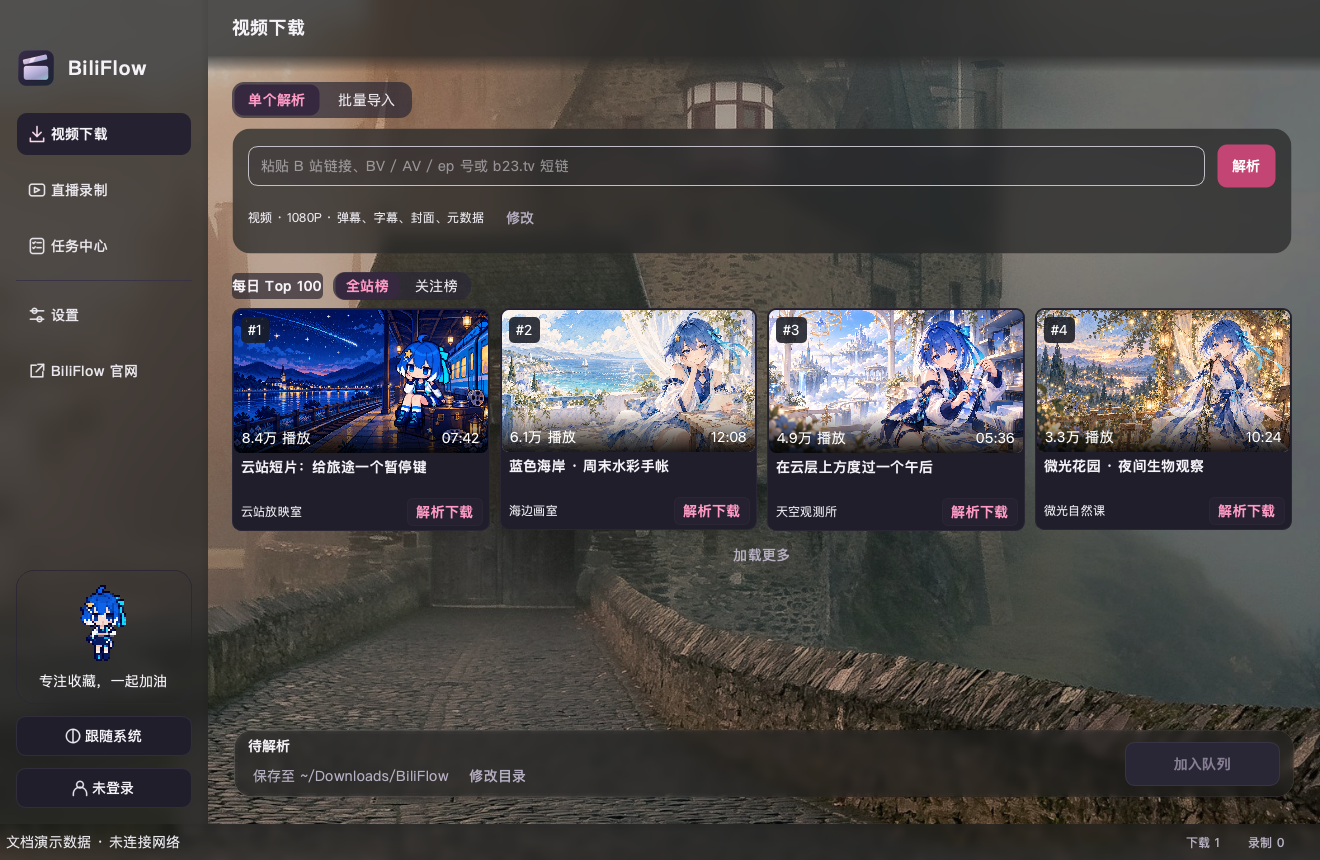 视频下载
BiliFlow
视频下载
直播录制
任务中心
设置
BiliFlow 官网
专注收藏，一起加油
跟随系统
未登录
单个解析 批量导入
粘贴 B 站链接、BV / AV / ep 号或 b23.tv 短链
解析
视频 · 1080P · 弹幕、字幕、封面、元数据 修改
每日 Top 100 全站榜 关注榜
#1
8.4万 播放 07:42
云站短片：给旅途一个暂停键
云站放映室 解析下载
#2
6.1万 播放 12:08
蓝色海岸 · 周末水彩手帐
海边画室 解析下载
#3
4.9万 播放 05:36
在云层上方度过一个午后
天空观测所 解析下载
#4
3.3万 播放 10:24
微光花园 · 夜间生物观察
微光自然课 解析下载
加载更多
待解析
保存至 ~/Downloads/BiliFlow 修改目录
加入队列
文档演示数据 · 未连接网络
下载 1 录制 0